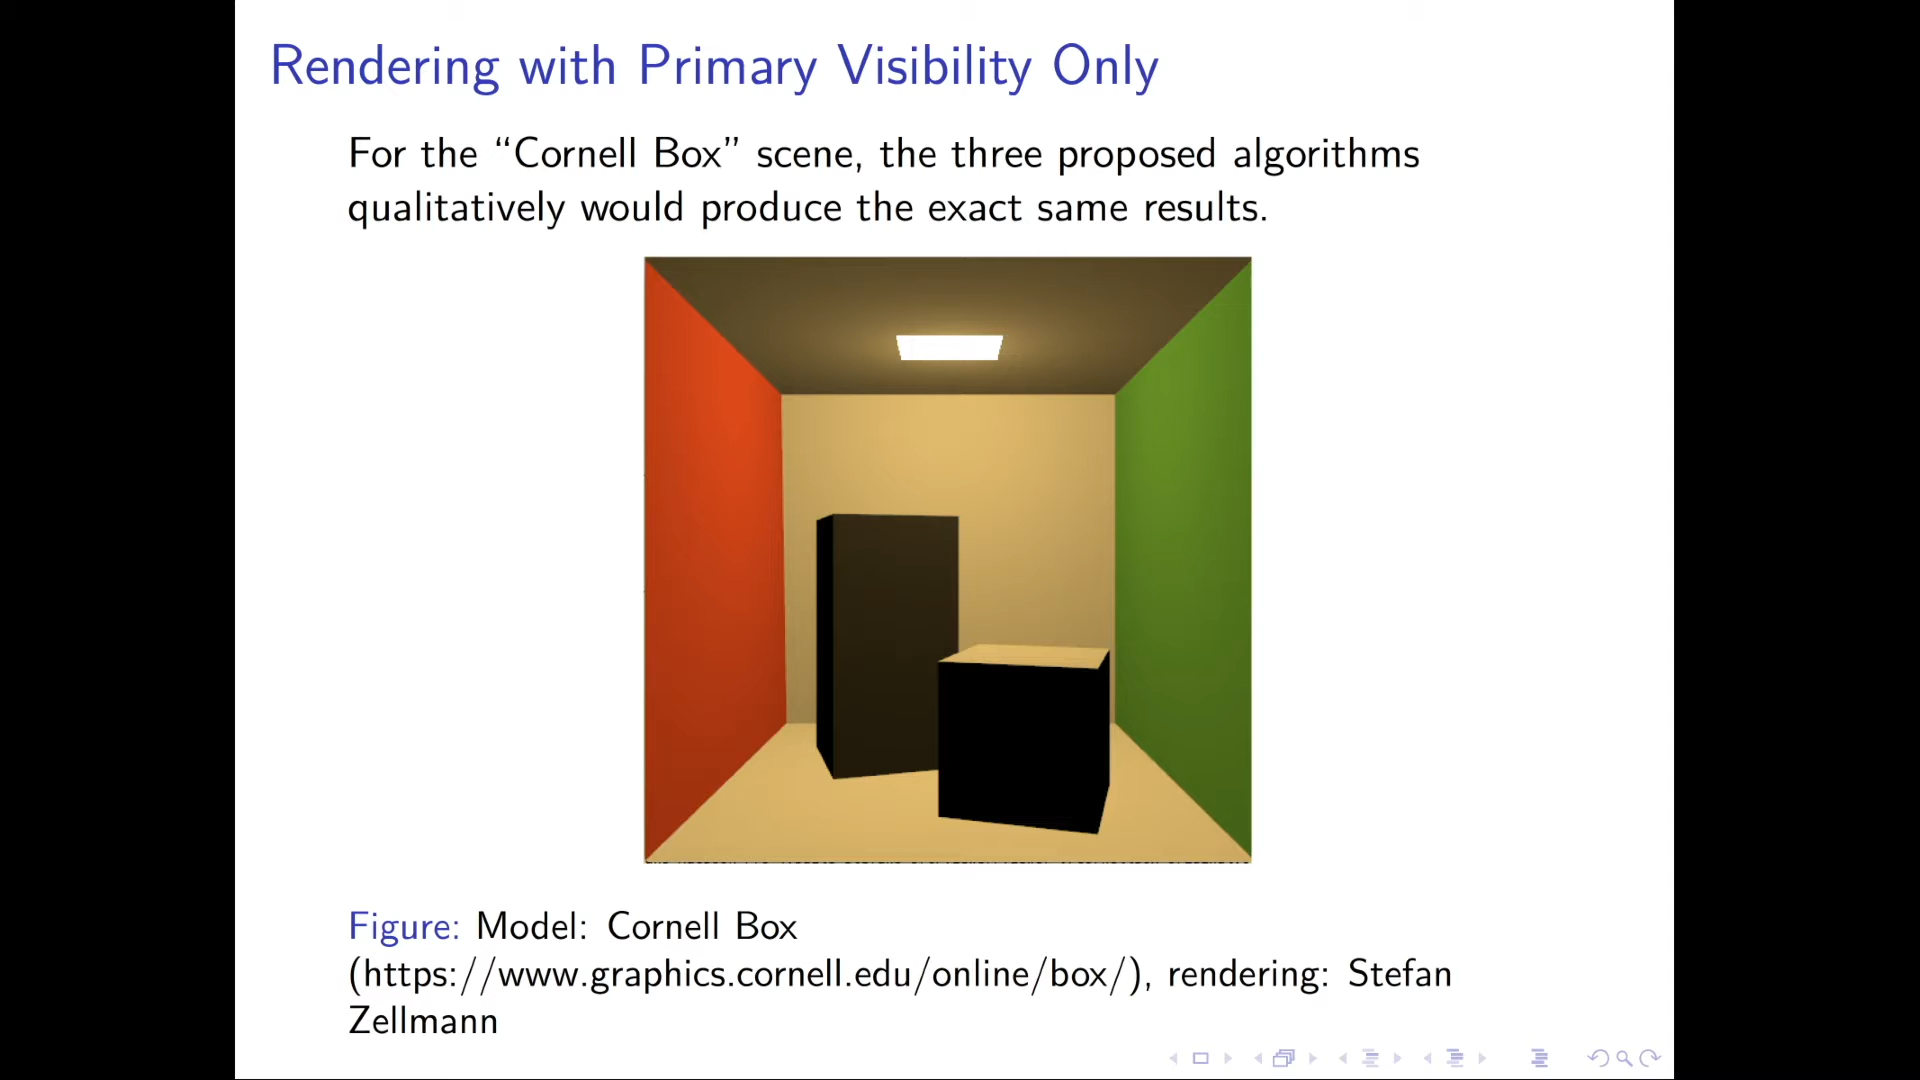 Rendering with Primary Visibility Only
For the “Cornell Box” scene, the three proposed algorithms
qualitatively would produce the exact same results.
Figure: Model: Cornell Box
(https://www.graphics.cornell.edu/online/box/), rendering: Stefan
Zellmann